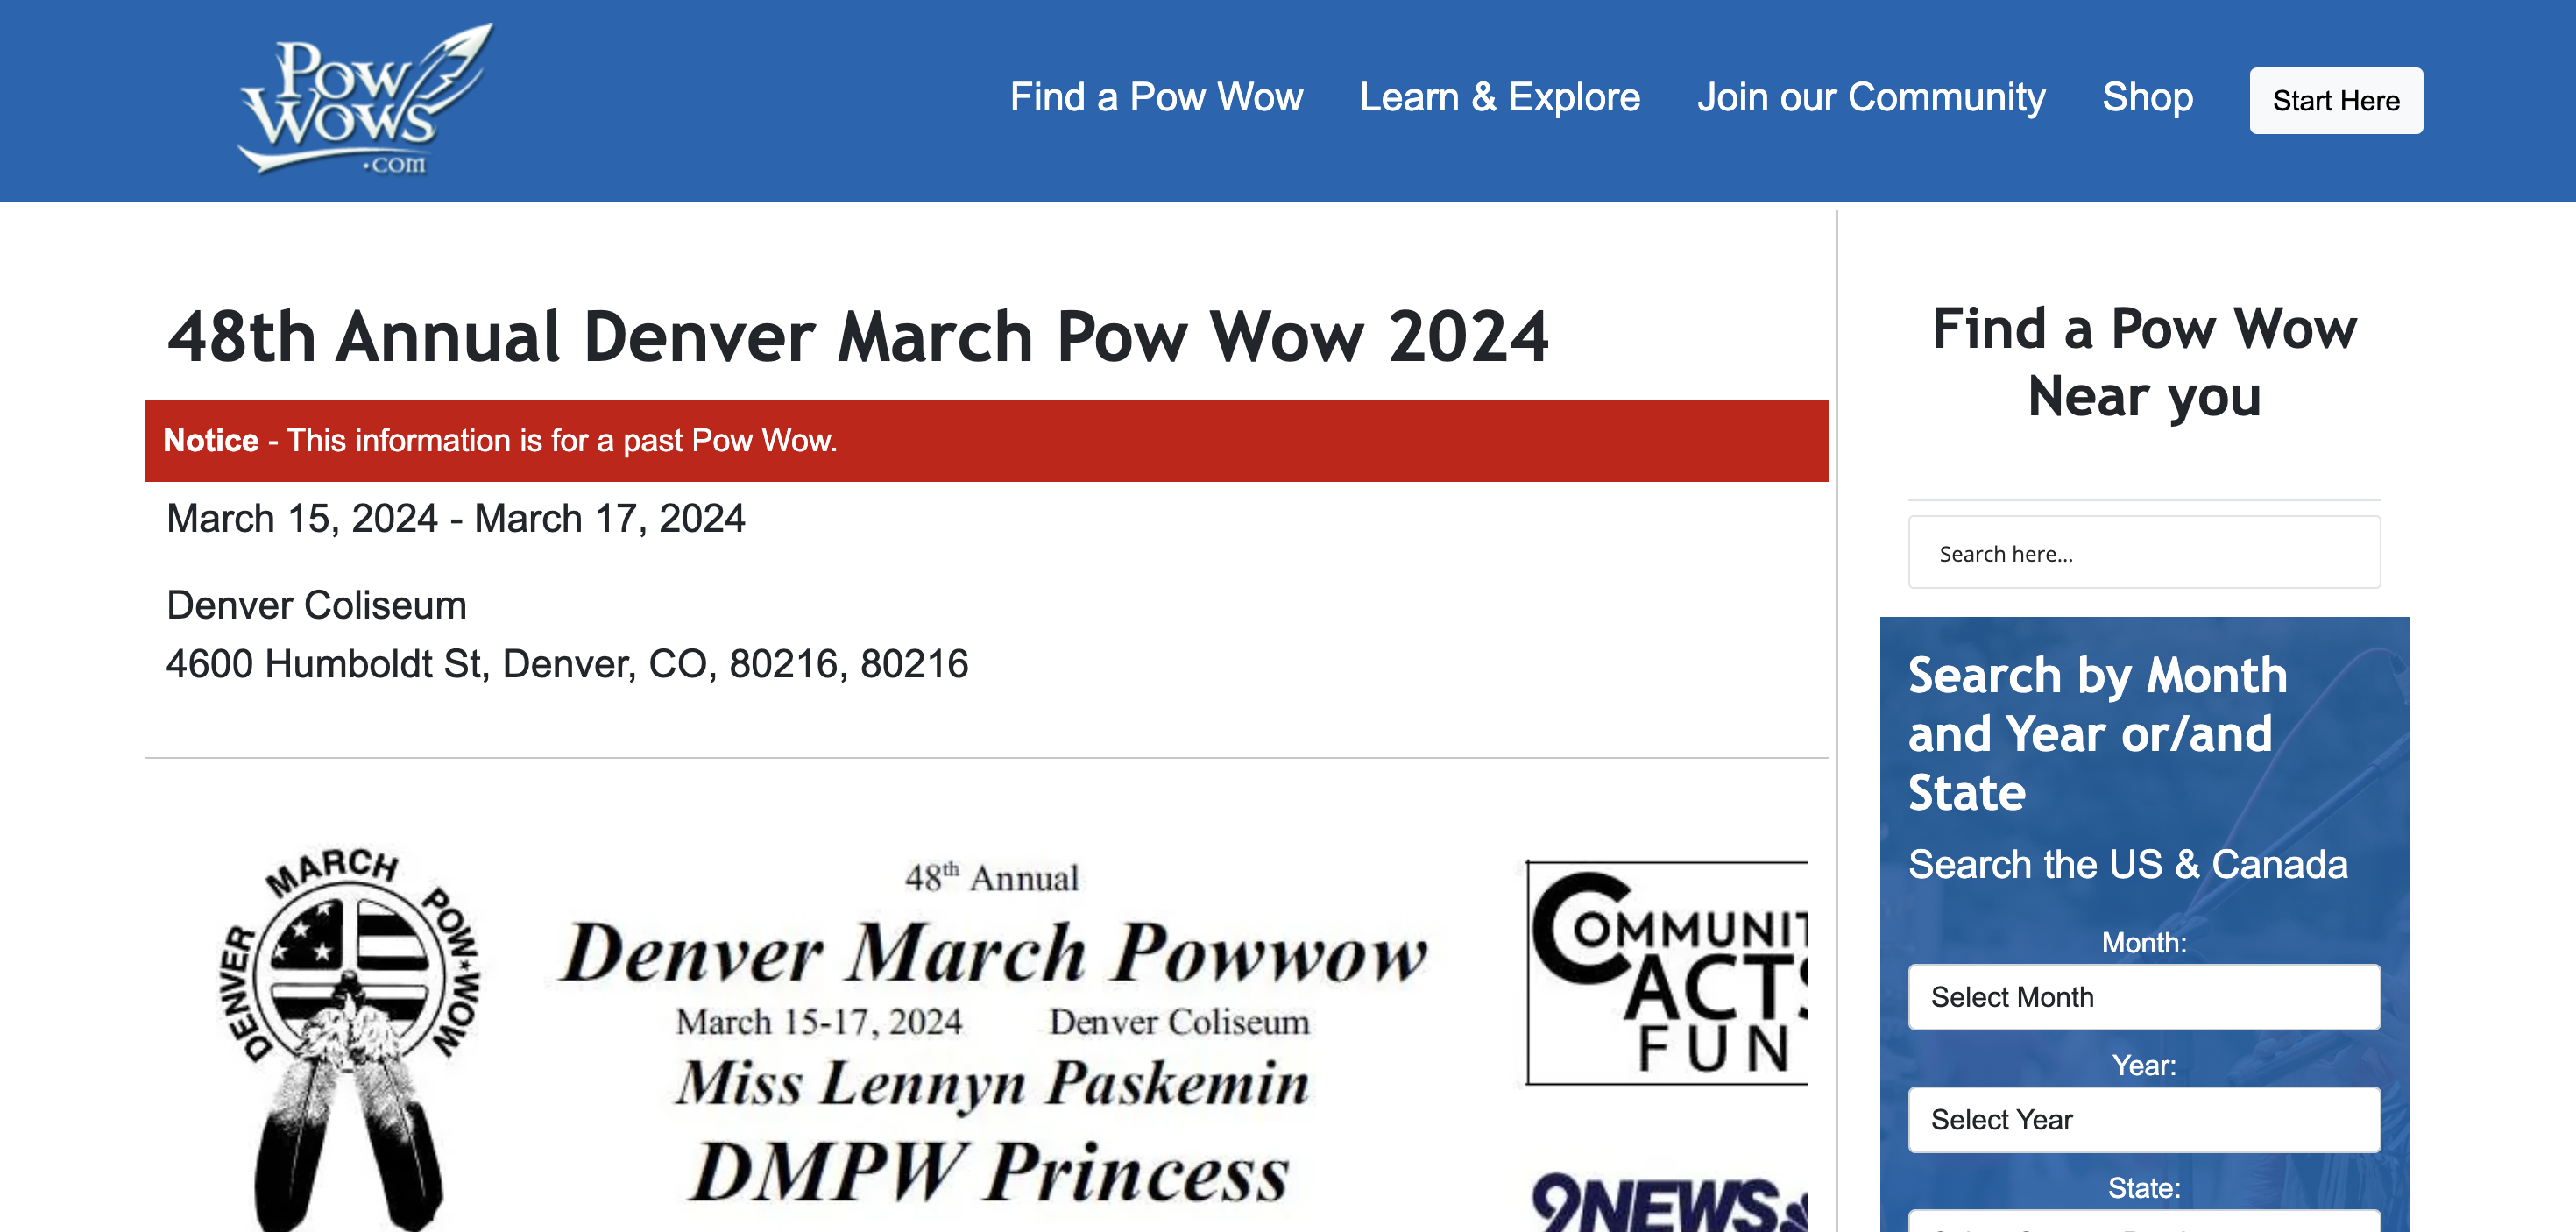 Pow
Wows
.com
Find a Pow Wow
Learn & Explore
Join our Community
Shop
Start Here
48th Annual Denver March Pow Wow 2024
Notice - This information is for a past Pow Wow.
March 15, 2024 - March 17, 2024
Denver Coliseum
4600 Humboldt St, Denver, CO, 80216, 80216
DENVER MARCH POW★WOW
48th Annual
Denver March Powwow
March 15-17, 2024 Denver Coliseum
Miss Lennyn Paskemin
DMPW Princess
COMMUNIT
ACTS
FUN
9NEWS
Find a Pow Wow
Near you
Search here...
Search by Month
and Year or/and
State
Search the US & Canada
Month:
Select Month
Year:
Select Year
State: